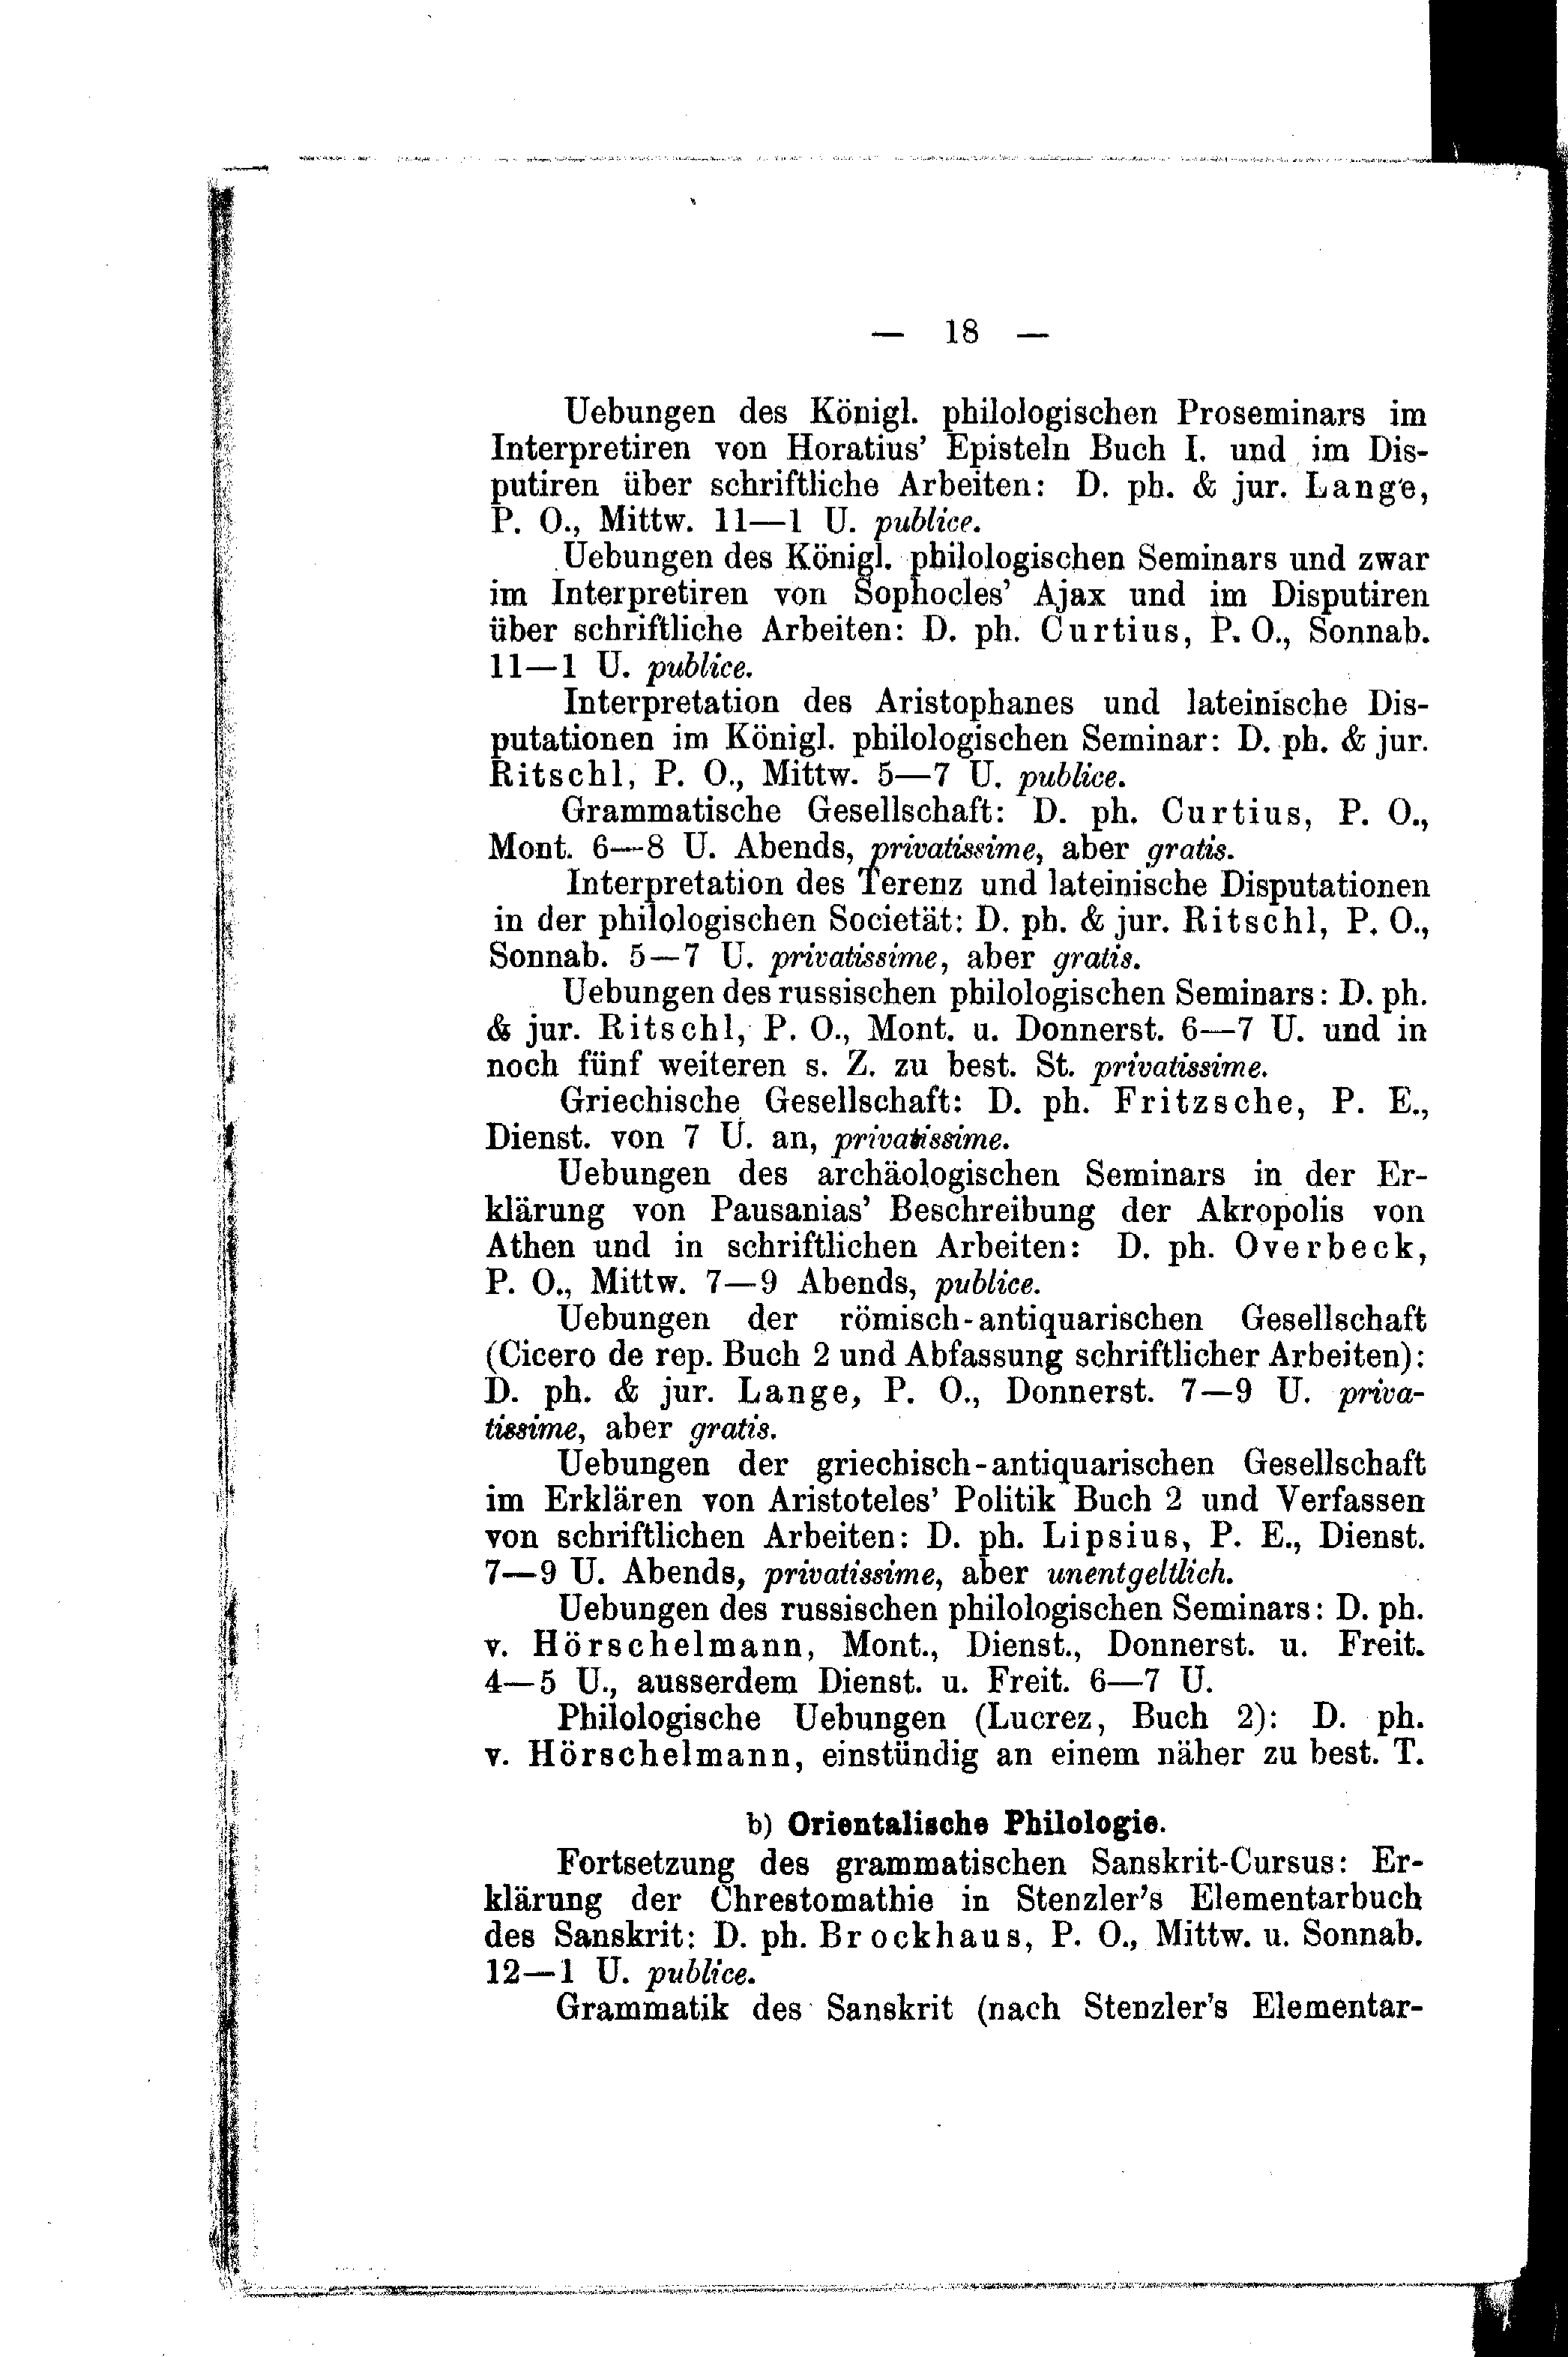 — 18 —
Uebungen des Königl. philologischen Proseminars im
Interpretiren von Horatius' Episteln Buch I. und im Dis-
putiren über schriftliche Arbeiten: D. ph. & jur. Lange,
P. O., Mittw. 11—1 U. publice.
Uebungen des Königl. philologischen Seminars und zwar
im Interpretiren von Sophocles' Ajax und im Disputiren
über schriftliche Arbeiten: D. ph. Curtius, P. O., Sonnab.
11—1 U. publice.
Interpretation des Aristophanes und lateinische Dis-
putationen im Königl. philologischen Seminar: D. ph. & jur.
Ritschl, P. O., Mittw. 5—7 U. publice.
Grammatische Gesellschaft: D. ph. Curtius, P. O.,
Mont. 6—8 U. Abends, privatissime, aber gratis.
Interpretation des Terenz und lateinische Disputationen
in der philologischen Societät: D. ph. & jur. Ritschl, P. O.,
Sonnab. 5—7 U. privatissime, aber gratis.
Uebungen des russischen philologischen Seminars: D. ph.
& jur. Ritschl, P. O., Mont. u. Donnerst. 6—7 U. und in
noch fünf weiteren s. Z. zu best. St. privatissime.
Griechische Gesellschaft: D. ph. Fritzsche, P. E.,
Dienst. von 7 U. an, privatissime.
Uebungen des archäologischen Seminars in der Er-
klärung von Pausanias' Beschreibung der Akropolis von
Athen und in schriftlichen Arbeiten: D. ph. Overbeck,
P. O., Mittw. 7—9 Abends, publice.
Uebungen der römisch-antiquarischen Gesellschaft
(Cicero de rep. Buch 2 und Abfassung schriftlicher Arbeiten):
D. ph. & jur. Lange, P. O., Donnerst. 7—9 U. priva-
tissime, aber gratis.
Uebungen der griechisch-antiquarischen Gesellschaft
im Erklären von Aristoteles' Politik Buch 2 und Verfassen
von schriftlichen Arbeiten: D. ph. Lipsius, P. E., Dienst.
7—9 U. Abends, privatissime, aber unentgeltlich.
Uebungen des russischen philologischen Seminars: D. ph.
v. Hörschelmann, Mont., Dienst., Donnerst. u. Freit.
4—5 U., ausserdem Dienst. u. Freit. 6—7 U.
Philologische Uebungen (Lucrez, Buch 2): D. ph.
v. Hörschelmann, einstündig an einem näher zu best. T.
b) Orientalische Philologie.
Fortsetzung des grammatischen Sanskrit-Cursus: Er-
klärung der Chrestomathie in Stenzler's Elementarbuch
des Sanskrit: D. ph. Brockhaus, P. O., Mittw. u. Sonnab.
12—1 U. publice.
Grammatik des Sanskrit (nach Stenzler's Elementar-